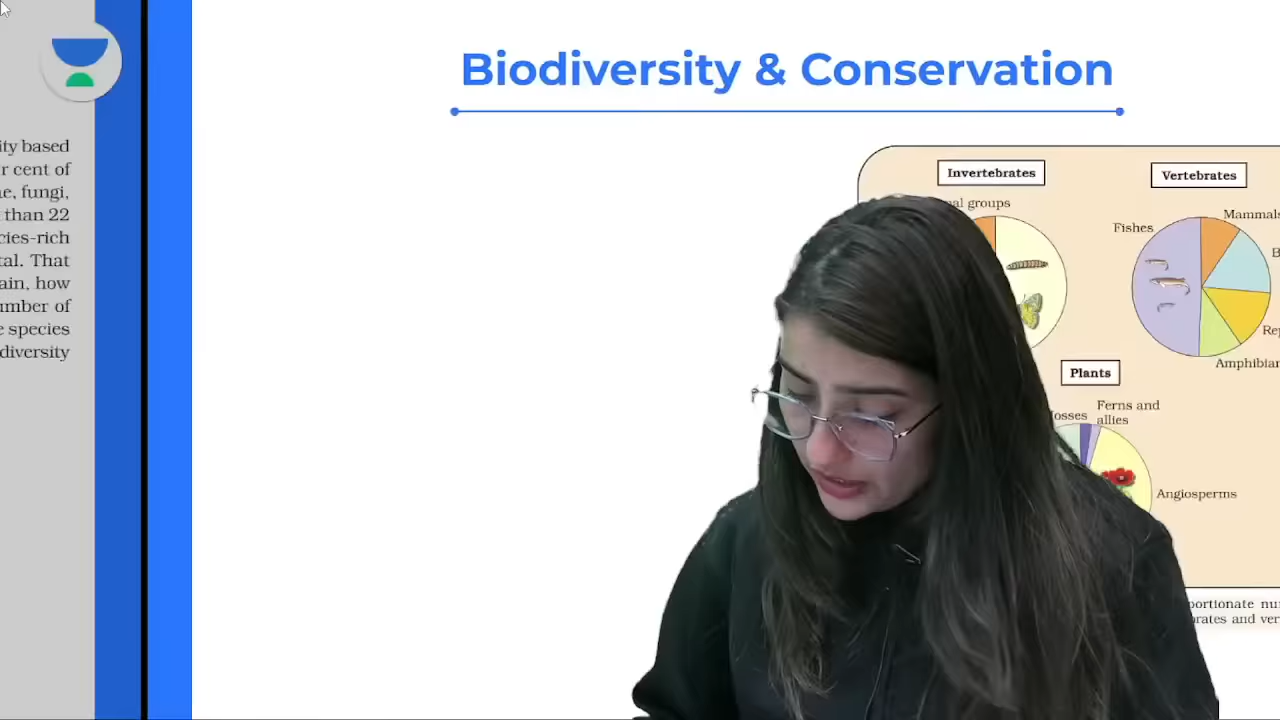 ity based
r cent of
e, fungi,
than 22
cies-rich
tal. That
ain, how
umber of
e species
diversity
Biodiversity & Conservation
Invertebrates
Vertebrates
al groups
Mammals
Fishes
B
Rep
Amphibian
Plants
osses
Ferns and
allies
Angiosperms
portionate nu
rates and ver